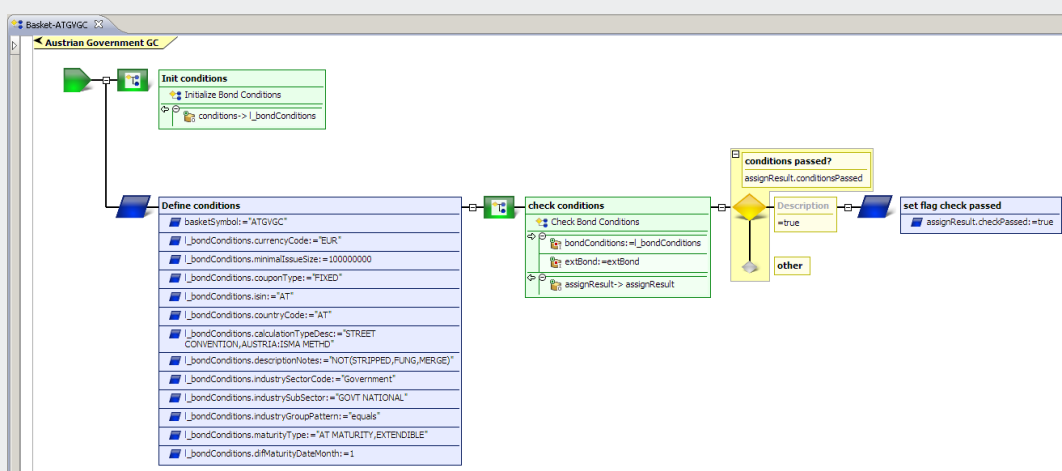 Basket-ATGVGC
Austrian Government GC
Init conditions
Initialize Bond Conditions
conditions-> l_bondConditions
Define conditions
basketSymbol:="ATGVGC"
l_bondConditions.currencyCode:="EUR"
l_bondConditions.minimalIssueSize:=100000000
l_bondConditions.couponType:="FIXED"
l_bondConditions.isin:="AT"
l_bondConditions.countryCode:="AT"
l_bondConditions.calculationTypeDesc:="STREET
CONVENTION,AUSTRIA:ISMA METHD"
l_bondConditions.descriptionNotes:="NOT(STRIPPED,FUNG,MERGE)"
l_bondConditions.industrySectorCode:="Government"
l_bondConditions.industrySubSector:="GOVT NATIONAL"
l_bondConditions.industryGroupPattern:="equals"
l_bondConditions.maturityType:="AT MATURITY,EXTENDIBLE"
l_bondConditions.difMaturityDateMonth:=1
check conditions
Check Bond Conditions
bondConditions:=l_bondConditions
extBond:=extBond
assignResult-> assignResult
conditions passed?
assignResult.conditionsPassed
Description
=true
other
set flag check passed
assignResult.checkPassed:=true